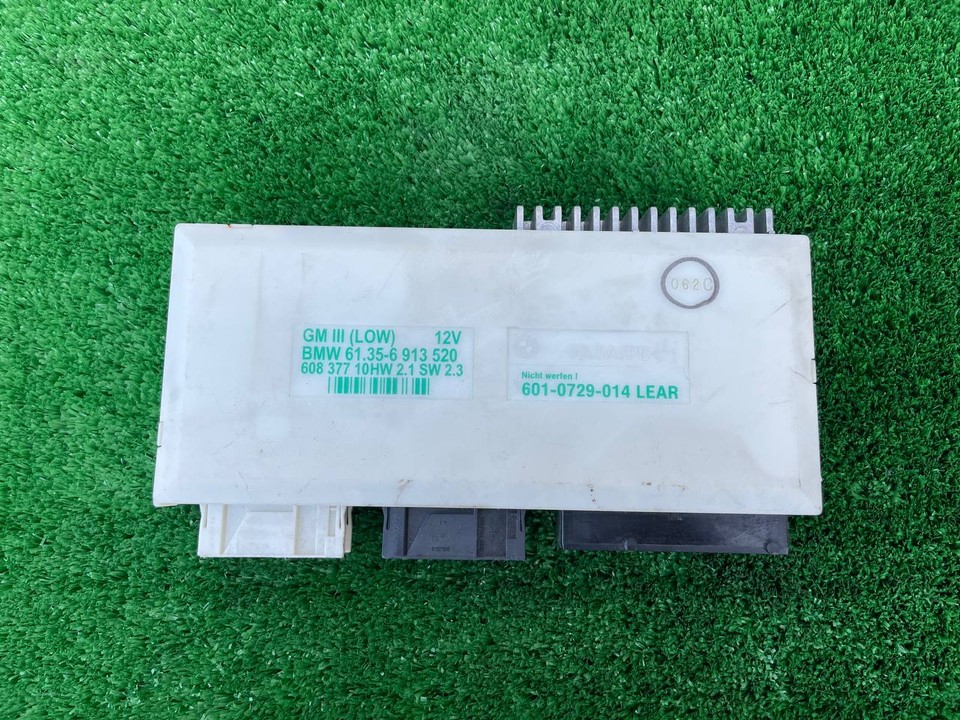 062C
GM III (LOW) 12V
BMW 61.35-6 913 520
608 377 10HW 2.1 SW 2.3
Nicht werfen !
601-0729-014 LEAR